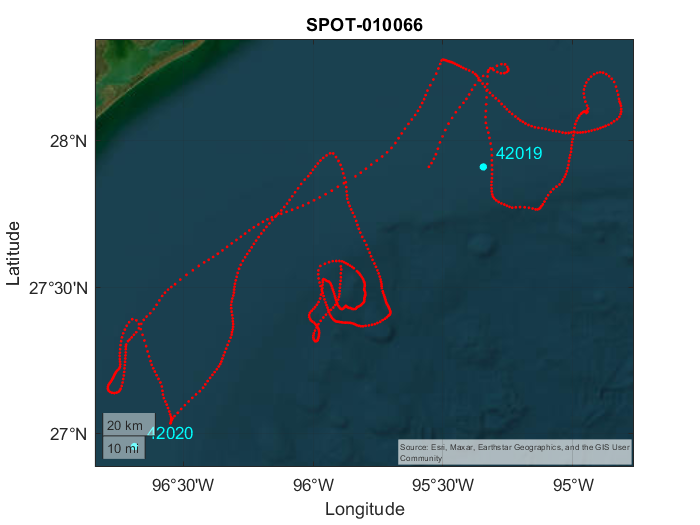 SPOT-010066
28°N
42019
Latitude
27°30'N
27°N
20 km
42020
10 mi
Source: Esri, Maxar, Earthstar Geographics, and the GIS User
Community
96°30'W
96°W
95°30'W
95°W
Longitude